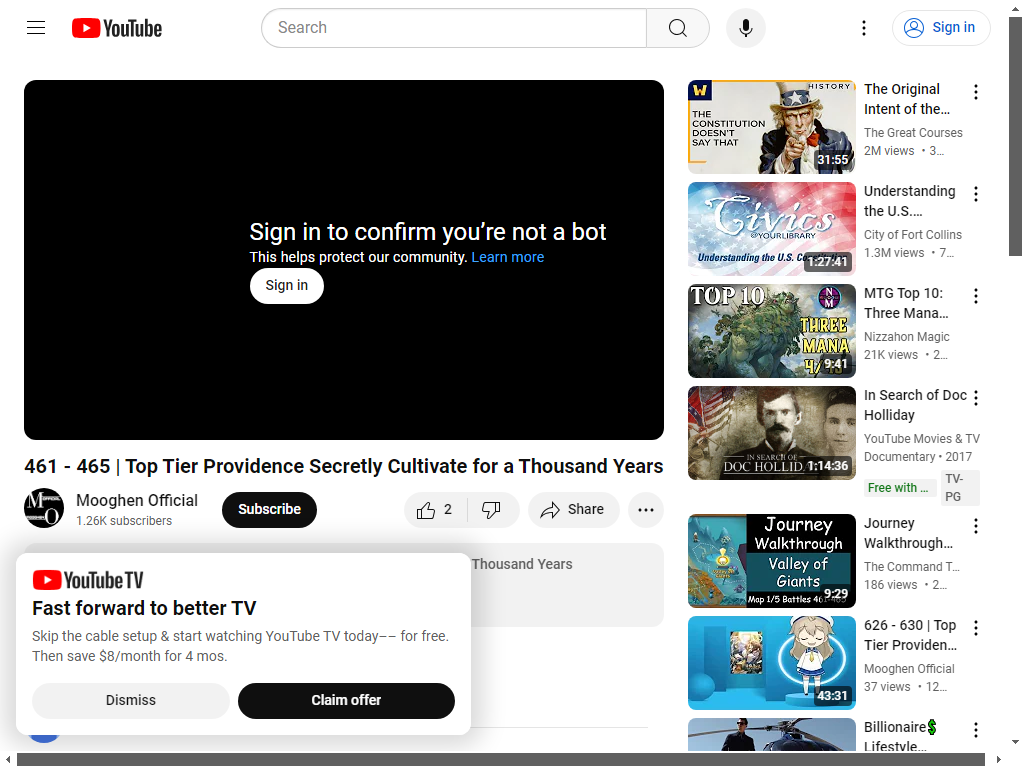 YouTube
Search
Sign in
Sign in to confirm you're not a bot
This helps protect our community. Learn more
Sign in
461 - 465 | Top Tier Providence Secretly Cultivate for a Thousand Years
Mooghen Official
1.26K subscribers
Subscribe
2
Share
Thousand Years
YouTube TV
Fast forward to better TV
Skip the cable setup & start watching YouTube TV today–– for free.
Then save $8/month for 4 mos.
Dismiss
Claim offer
W
HISTORY
THE
CONSTITUTION
DOESN'T
SAY THAT
31:55
The Original
Intent of the...
The Great Courses
2M views • 3...
Civics
@YOURLIBRARY
Understanding the U.S.
1:27:41
Understanding
the U.S....
City of Fort Collins
1.3M views • 7...
TOP 10
N
M
THREE
MANA
4/
9:41
MTG Top 10:
Three Mana...
Nizzahon Magic
21K views • 2...
IN SEARCH OF
DOC HOLLID
1:14:36
In Search of Doc
Holliday
YouTube Movies & TV
Documentary • 2017
Free with ...
TV-
PG
Journey
Walkthrough
Valley of
Giants
Map 1/5 Battles 461-465
9:29
Journey
Walkthrough...
The Command T...
186 views • 2...
43:31
626 - 630 | Top
Tier Providen...
Mooghen Official
37 views • 12...
Billionaire💲
Lifestyle...